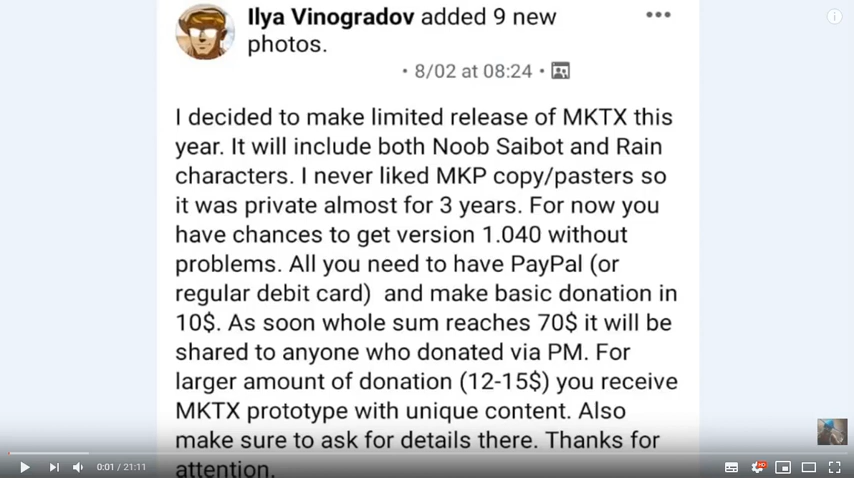 Ilya Vinogradov added 9 new
photos.
• 8/02 at 08:24 •
I decided to make limited release of MKTX this
year. It will include both Noob Saibot and Rain
characters. I never liked MKP copy/pasters so
it was private almost for 3 years. For now you
have chances to get version 1.040 without
problems. All you need to have PayPal (or
regular debit card)  and make basic donation in
10$. As soon whole sum reaches 70$ it will be
shared to anyone who donated via PM. For
larger amount of donation (12-15$) you receive
MKTX prototype with unique content. Also
make sure to ask for details there. Thanks for
attention.
0:01 / 21:11
HD